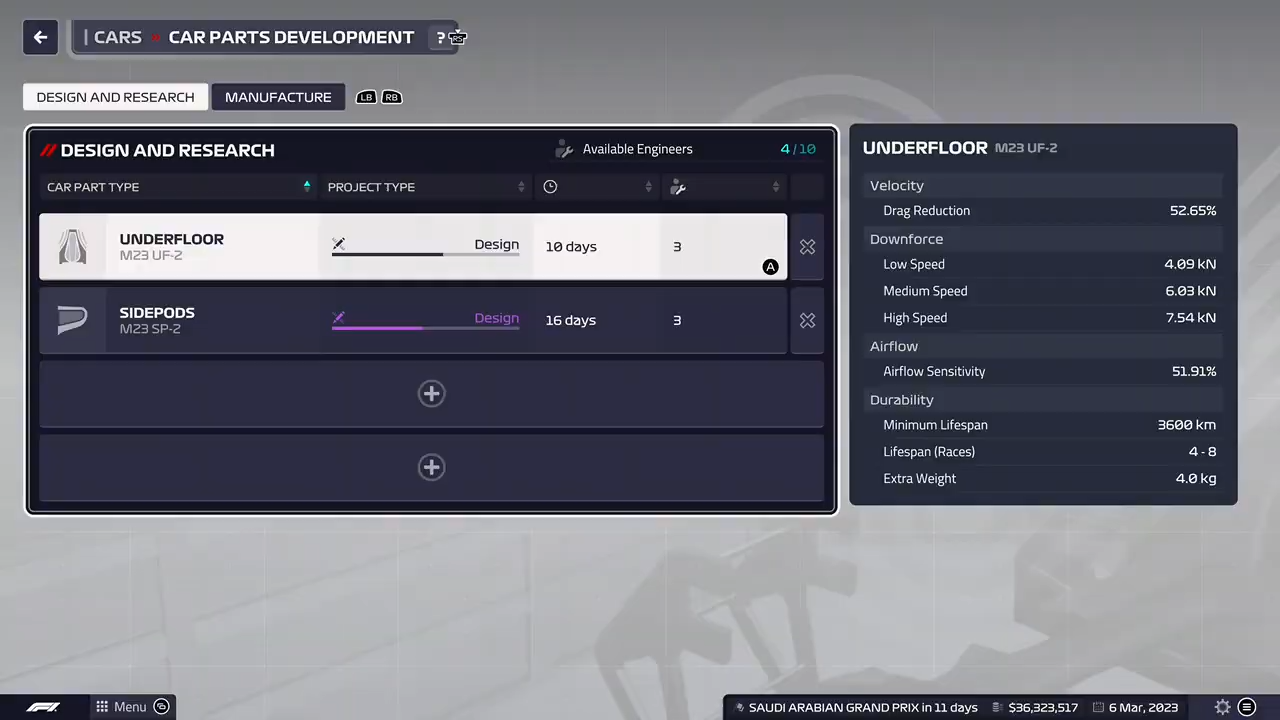 | CARS » CAR PARTS DEVELOPMENT ? RS
DESIGN AND RESEARCH MANUFACTURE LB RB
// DESIGN AND RESEARCH Available Engineers 4/10
CAR PART TYPE PROJECT TYPE
UNDERFLOOR
M23 UF-2
Design 10 days 3
A
SIDEPODS
M23 SP-2
Design 16 days 3
UNDERFLOOR M23 UF-2
Velocity
Drag Reduction 52.65%
Downforce
Low Speed 4.09 kN
Medium Speed 6.03 kN
High Speed 7.54 kN
Airflow
Airflow Sensitivity 51.91%
Durability
Minimum Lifespan 3600 km
Lifespan (Races) 4 - 8
Extra Weight 4.0 kg
F1 Menu SAUDI ARABIAN GRAND PRIX in 11 days $36,323,517 6 Mar, 2023